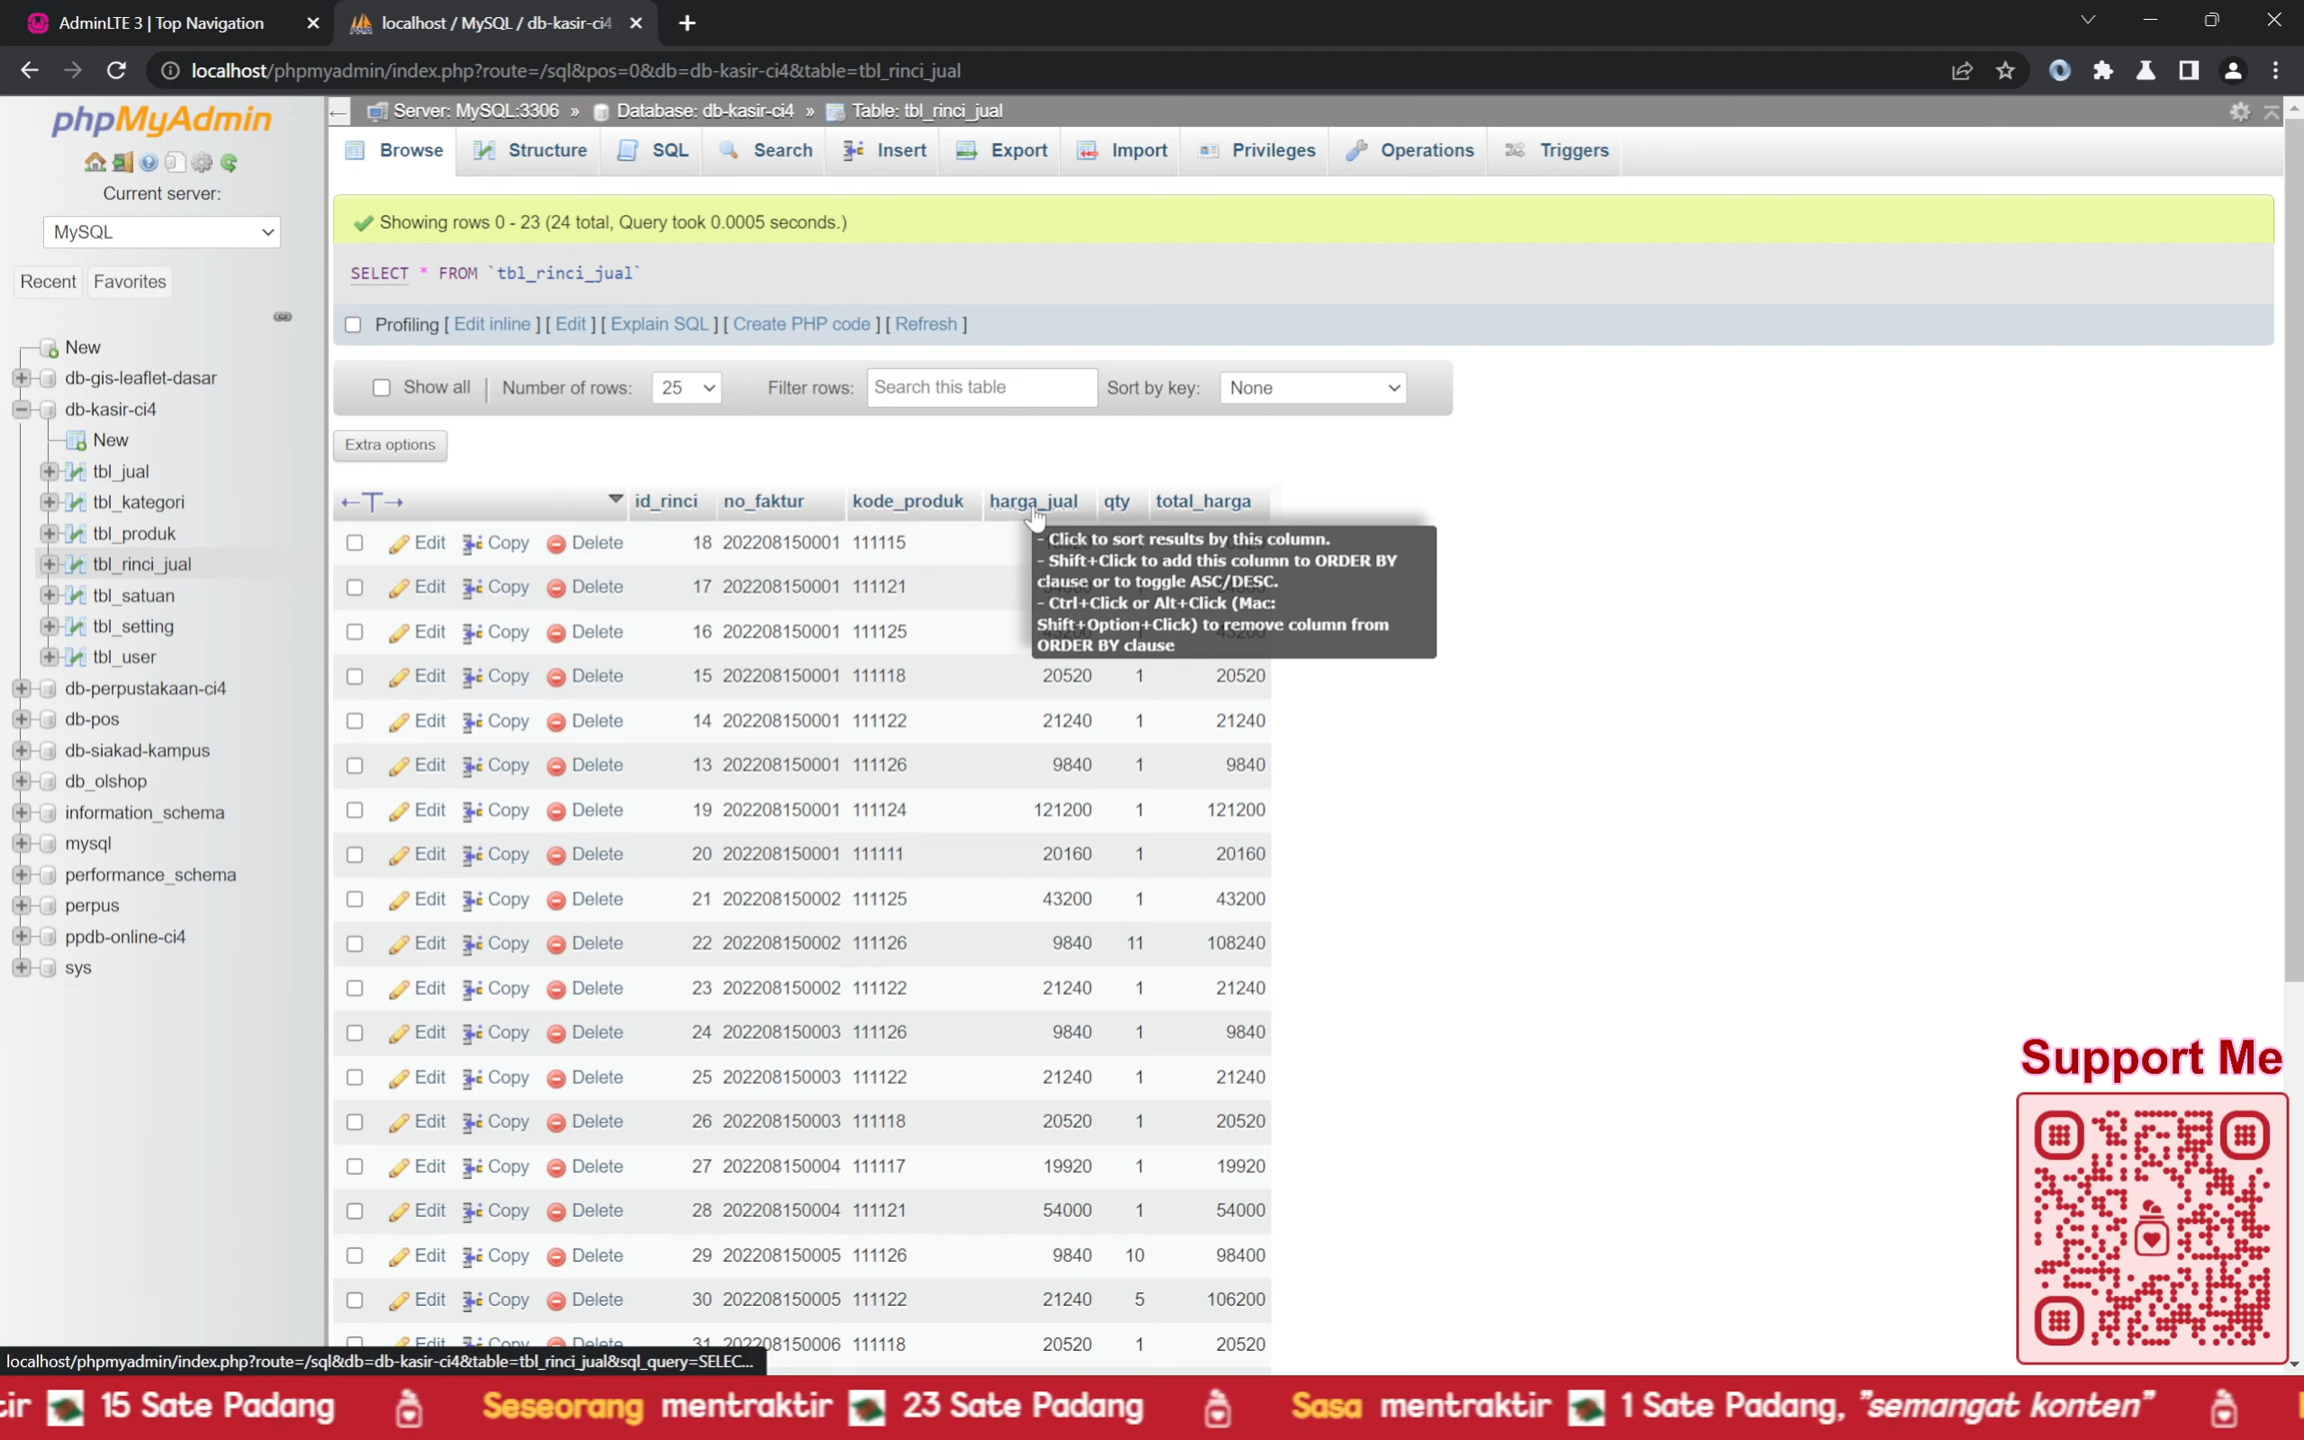 AdminLTE 3 | Top Navigation
localhost / MySQL / db-kasir-ci4
localhost/phpmyadmin/index.php?route=/sql&pos=0&db=db-kasir-ci4&table=tbl_rinci_jual
phpMyAdmin
Current server:
MySQL
Recent Favorites
New
db-gis-leaflet-dasar
db-kasir-ci4
New
tbl_jual
tbl_kategori
tbl_produk
tbl_rinci_jual
tbl_satuan
tbl_setting
tbl_user
db-perpustakaan-ci4
db-pos
db-siakad-kampus
db_olshop
information_schema
mysql
performance_schema
perpus
ppdb-online-ci4
sys
Server: MySQL:3306 » Database: db-kasir-ci4 » Table: tbl_rinci_jual
Browse Structure SQL Search Insert Export Import Privileges Operations Triggers
Showing rows 0 - 23 (24 total, Query took 0.0005 seconds.)
SELECT * FROM `tbl_rinci_jual`
Profiling [ Edit inline ] [ Edit ] [ Explain SQL ] [ Create PHP code ] [ Refresh ]
Show all Number of rows: 25 Filter rows: Search this table Sort by key: None
Extra options
←T→ id_rinci no_faktur kode_produk harga_jual qty total_harga
Edit Copy Delete 18 202208150001 111115
Edit Copy Delete 17 202208150001 111121
Edit Copy Delete 16 202208150001 111125
- Click to sort results by this column.
- Shift+Click to add this column to ORDER BY
clause or to toggle ASC/DESC.
- Ctrl+Click or Alt+Click (Mac:
Shift+Option+Click) to remove column from
ORDER BY clause
Edit Copy Delete 15 202208150001 111118 20520 1 20520
Edit Copy Delete 14 202208150001 111122 21240 1 21240
Edit Copy Delete 13 202208150001 111126 9840 1 9840
Edit Copy Delete 19 202208150001 111124 121200 1 121200
Edit Copy Delete 20 202208150001 111111 20160 1 20160
Edit Copy Delete 21 202208150002 111125 43200 1 43200
Edit Copy Delete 22 202208150002 111126 9840 11 108240
Edit Copy Delete 23 202208150002 111122 21240 1 21240
Edit Copy Delete 24 202208150003 111126 9840 1 9840
Edit Copy Delete 25 202208150003 111122 21240 1 21240
Edit Copy Delete 26 202208150003 111118 20520 1 20520
Edit Copy Delete 27 202208150004 111117 19920 1 19920
Edit Copy Delete 28 202208150004 111121 54000 1 54000
Edit Copy Delete 29 202208150005 111126 9840 10 98400
Edit Copy Delete 30 202208150005 111122 21240 5 106200
Edit Copy Delete 31 202208150006 111118 20520 1 20520
localhost/phpmyadmin/index.php?route=/sql&db=db-kasir-ci4&table=tbl_rinci_jual&sql_query=SELEC...
Support Me
tir 15 Sate Padang Seseorang mentraktir 23 Sate Padang Sasa mentraktir 1 Sate Padang, "semangat konten"